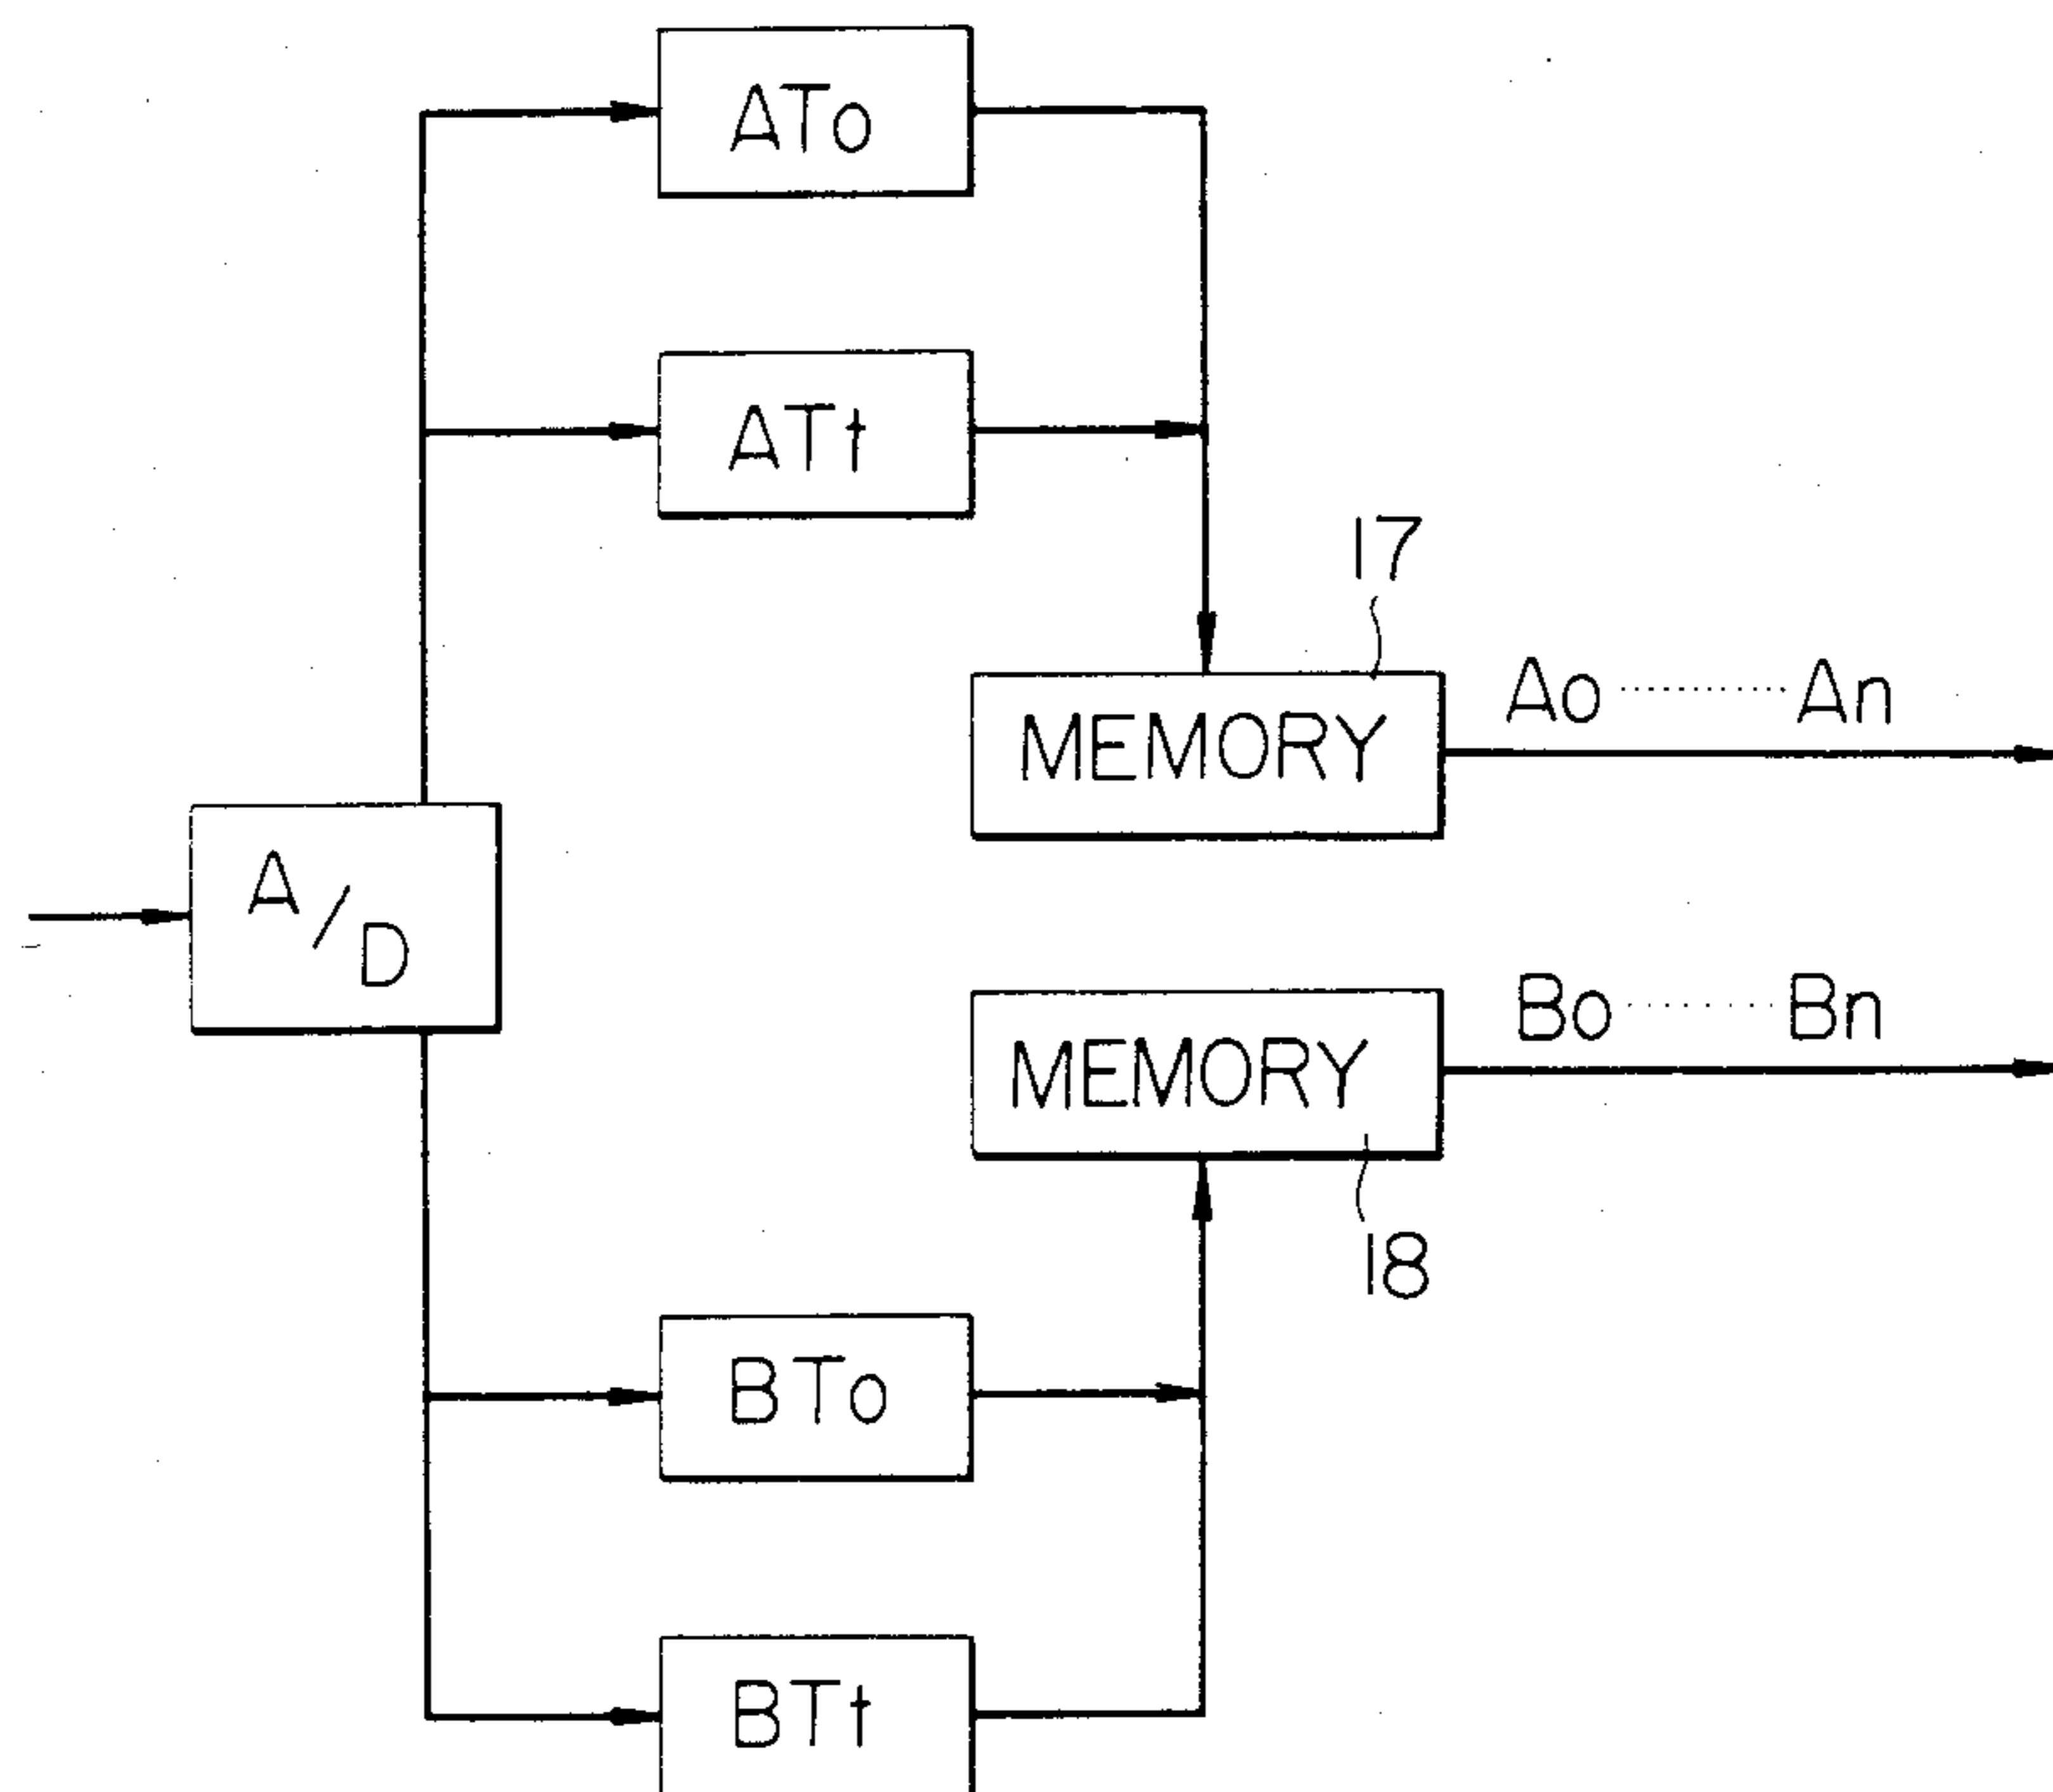 ATo
ATt
17
MEMORY
Ao ·········· An
A/D
MEMORY
Bo ······· Bn
18
BTo
BTt